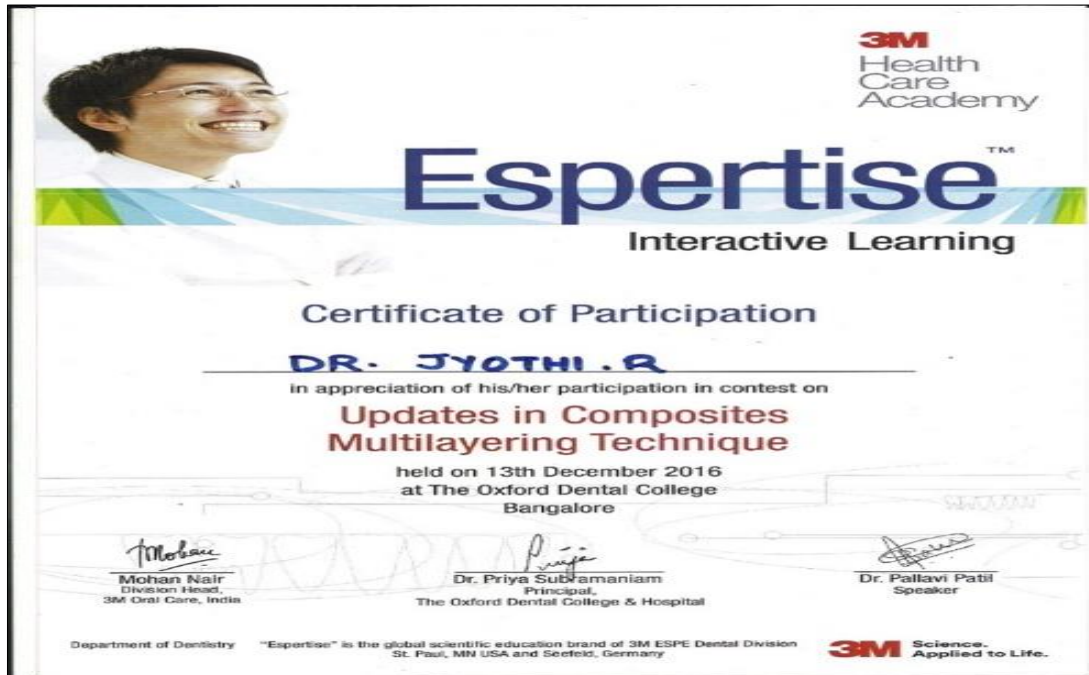 3M
Health
Care
Academy
Espertise™
Interactive Learning
Certificate of Participation
DR. JYOTHI . R
in appreciation of his/her participation in contest on
Updates in Composites
Multilayering Technique
held on 13th December 2016
at The Oxford Dental College
Bangalore
Mohan
Mohan Nair
Division Head,
3M Oral Care, India
Priya
Dr. Priya Subramaniam
Principal,
The Oxford Dental College & Hospital
Dr. Pallavi Patil
Speaker
Department of Dentistry
"Espertise" is the global scientific education brand of 3M ESPE Dental Division
St. Paul, MN USA and Seefeld, Germany
3M Science.
Applied to Life.